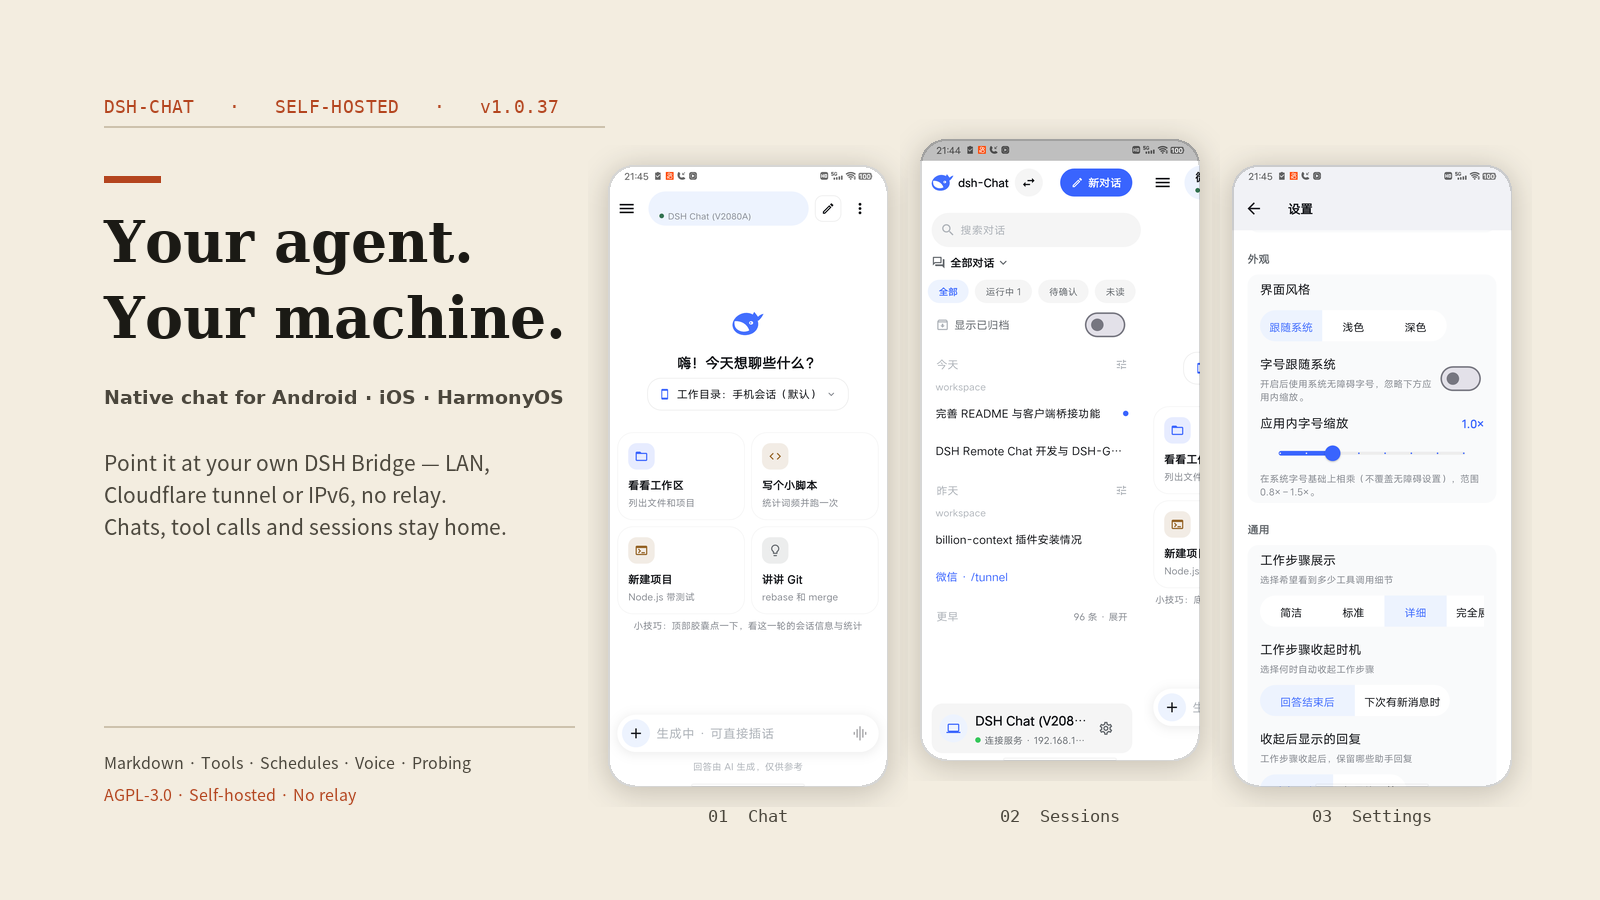 DSH-CHAT · SELF-HOSTED · v1.0.37
Your agent.
Your machine.
Native chat for Android · iOS · HarmonyOS
Point it at your own DSH Bridge — LAN,
Cloudflare tunnel or IPv6, no relay.
Chats, tool calls and sessions stay home.
Markdown · Tools · Schedules · Voice · Probing
AGPL-3.0 · Self-hosted · No relay
21:45
5G
100
DSH Chat (V2080A)
嗨！今天想聊些什么？
工作目录：手机会话（默认）
看看工作区
列出文件和项目
写个小脚本
统计词频并跑一次
新建项目
Node.js 带测试
讲讲 Git
rebase 和 merge
小技巧：顶部胶囊点一下，看这一轮的会话信息与统计
生成中 · 可直接插话
回答由 AI 生成，仅供参考
01 Chat
21:44
5G
100
dsh-Chat
新对话
搜索对话
全部对话
全部
运行中 1
待确认
未读
显示已归档
今天
workspace
完善 README 与客户端桥接功能
DSH Remote Chat 开发与 DSH-G···
昨天
workspace
billion-context 插件安装情况
微信 · /tunnel
更早
96 条 · 展开
DSH Chat (V208···
连接服务 · 192.168.1···
看看工
列出文件
新建项
Node.js
小技巧：
02 Sessions
21:45
5G
100
设置
外观
界面风格
跟随系统
浅色
深色
字号跟随系统
开启后使用系统无障碍字号，忽略下方应
用内缩放。
应用内字号缩放
1.0×
在系统字号基础上相乘（不覆盖无障碍设置），范围
0.8×–1.5×。
通用
工作步骤展示
选择希望看到多少工具调用细节
简洁
标准
详细
完全
工作步骤收起时机
选择何时自动收起工作步骤
回答结束后
下次有新消息时
收起后显示的回复
工作步骤收起后，保留哪些助手回复
03 Settings